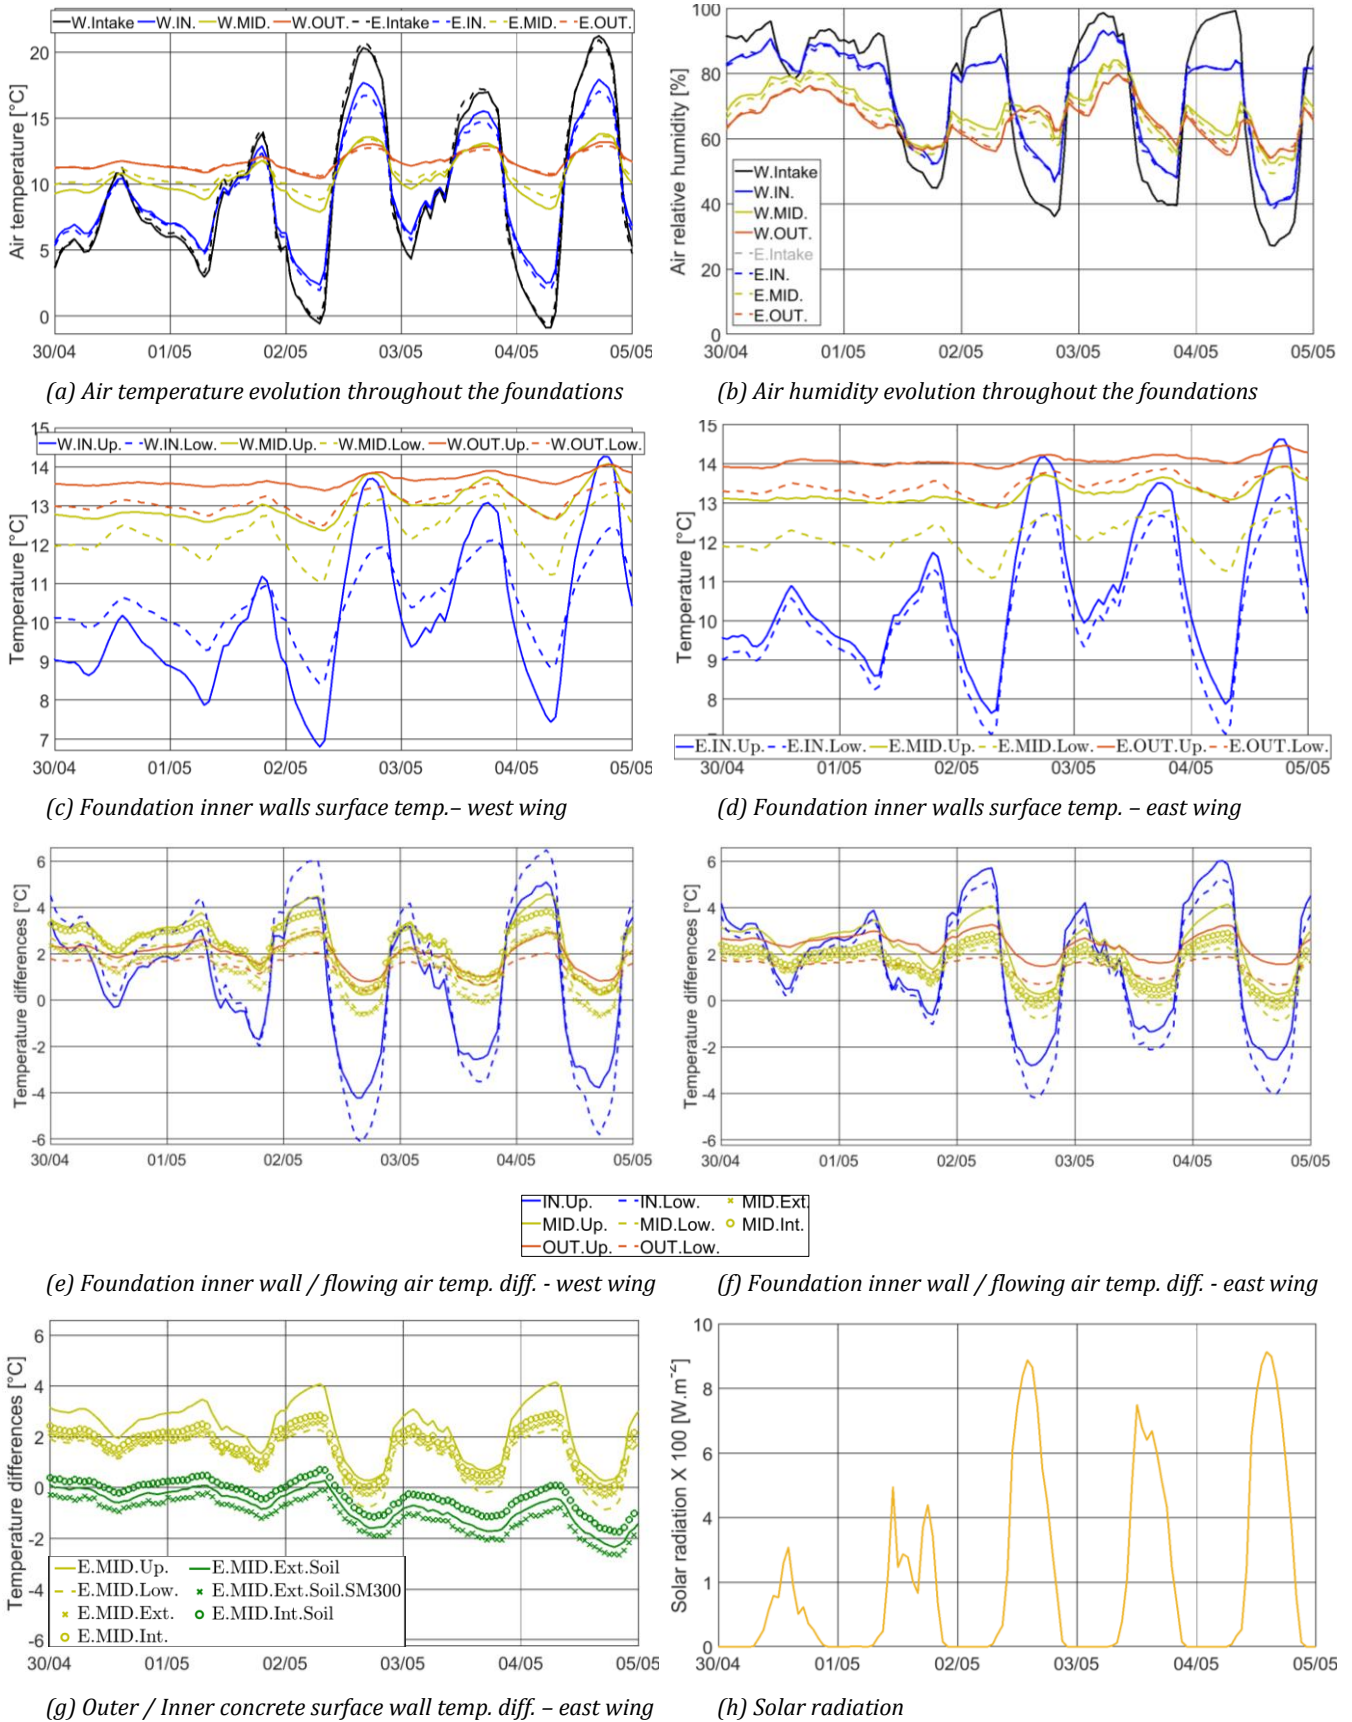 W.Intake W.IN. W.MID. W.OUT. E.Intake E.IN. E.MID. E.OUT.
Air temperature [°C]
20
15
10
5
0
30/04 01/05 02/05 03/05 04/05 05/05
(a) Air temperature evolution throughout the foundations
Air relative humidity [%]
100
80
60
40
20
0
W.Intake
W.IN.
W.MID.
W.OUT.
E.Intake
E.IN.
E.MID.
E.OUT.
30/04 01/05 02/05 03/05 04/05 05/05
(b) Air humidity evolution throughout the foundations
W.IN.Up. W.IN.Low. W.MID.Up. W.MID.Low. W.OUT.Up. W.OUT.Low.
Temperature [°C]
15
14
13
12
11
10
9
8
7
30/04 01/05 02/05 03/05 04/05 05/05
(c) Foundation inner walls surface temp.– west wing
Temperature [°C]
15
14
13
12
11
10
9
8
7
E.IN.Up. E.IN.Low. E.MID.Up. E.MID.Low. E.OUT.Up. E.OUT.Low.
30/04 01/05 02/05 03/05 04/05 05/05
(d) Foundation inner walls surface temp. – east wing
Temperature differences [°C]
6
4
2
0
-2
-4
-6
30/04 01/05 02/05 03/05 04/05 05/05
Temperature differences [°C]
6
4
2
0
-2
-4
-6
30/04 01/05 02/05 03/05 04/05 05/05
IN.Up. IN.Low. MID.Ext.
MID.Up. MID.Low. MID.Int.
OUT.Up. OUT.Low.
(e) Foundation inner wall / flowing air temp. diff. - west wing
(f) Foundation inner wall / flowing air temp. diff. - east wing
Temperature differences [°C]
6
4
2
0
-2
-4
-6
E.MID.Up. E.MID.Ext.Soil
E.MID.Low. E.MID.Ext.Soil.SM300
E.MID.Ext. E.MID.Int.Soil
E.MID.Int.
30/04 01/05 02/05 03/05 04/05 05/05
(g) Outer / Inner concrete surface wall temp. diff. – east wing
Solar radiation X 100 [W.m⁻²]
10
8
6
4
1
0
30/04 01/05 02/05 03/05 04/05 05/05
(h) Solar radiation